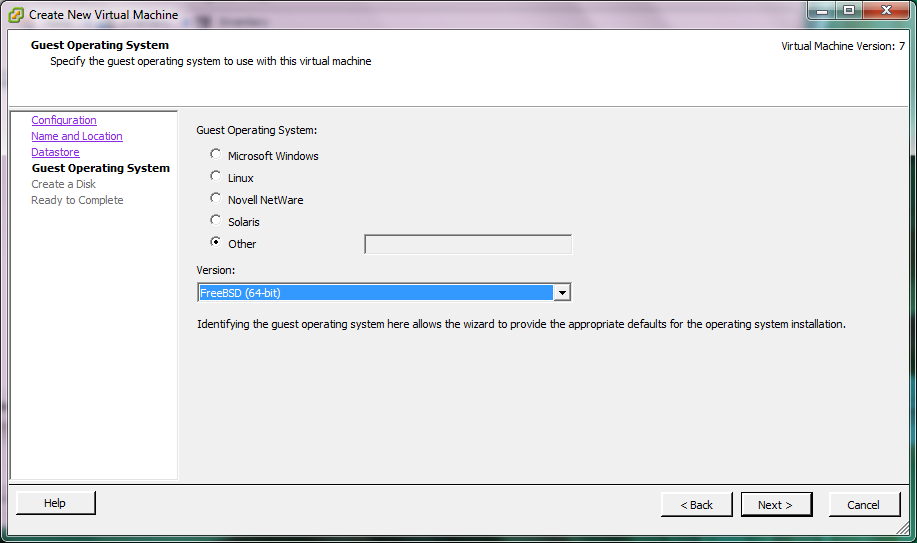 Create New Virtual Machine
Guest Operating System
Virtual Machine Version: 7
Specify the guest operating system to use with this virtual machine
Configuration
Name and Location
Datastore
Guest Operating System
Create a Disk
Ready to Complete
Guest Operating System:
Microsoft Windows
Linux
Novell NetWare
Solaris
Other
Version:
FreeBSD (64-bit)
Identifying the guest operating system here allows the wizard to provide the appropriate defaults for the operating system installation.
Help
< Back
Next >
Cancel